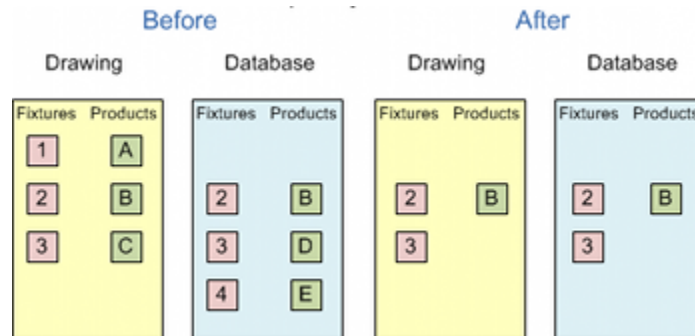 Before After
Drawing Database Drawing Database
Fixtures Products Fixtures Products Fixtures Products Fixtures Products
1 A
2 B 2 B 2 B 2 B
3 C 3 D 3 3
4 E